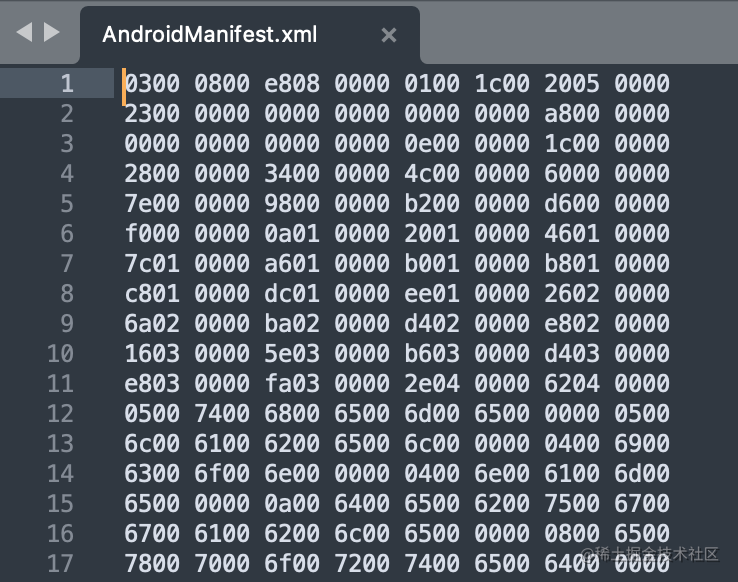 AndroidManifest.xml
1 0300 0800 e808 0000 0100 1c00 2005 0000
2 2300 0000 0000 0000 0000 0000 a800 0000
3 0000 0000 0000 0000 0e00 0000 1c00 0000
4 2800 0000 3400 0000 4c00 0000 6000 0000
5 7e00 0000 9800 0000 b200 0000 d600 0000
6 f000 0000 0a01 0000 2001 0000 4601 0000
7 7c01 0000 a601 0000 b001 0000 b801 0000
8 c801 0000 dc01 0000 ee01 0000 2602 0000
9 6a02 0000 ba02 0000 d402 0000 e802 0000
10 1603 0000 5e03 0000 b603 0000 d403 0000
11 e803 0000 fa03 0000 2e04 0000 6204 0000
12 0500 7400 6800 6500 6d00 6500 0000 0500
13 6c00 6100 6200 6500 6c00 0000 0400 6900
14 6300 6f00 6e00 0000 0400 6e00 6100 6d00
15 6500 0000 0a00 6400 6500 6200 7500 6700
16 6700 6100 6200 6c00 6500 0000 0800 6500
17 7800 7000 6f00 7200 7400 6500 6400 0000
@稀土掘金技术社区